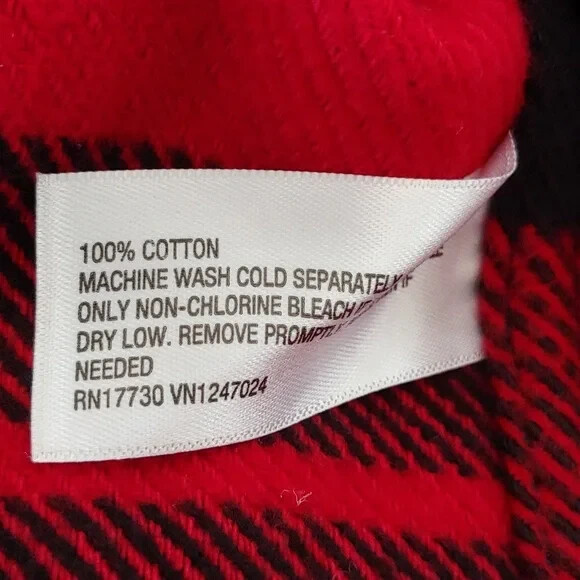 100% COTTON
MACHINE WASH COLD SEPARATELY
ONLY NON-CHLORINE BLEACH
DRY LOW. REMOVE PROMPTLY
NEEDED
RN17730 VN1247024